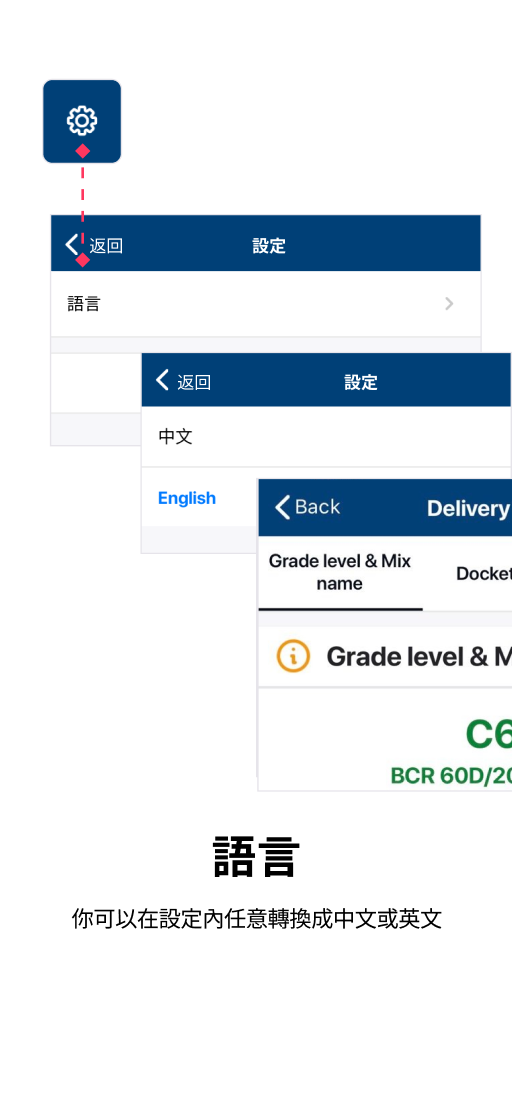 返回
設定
語言
返回
設定
中文
English
Back
Delivery
Grade level & Mix
name
Docket
Grade level & M
C6
BCR 60D/20
語言
你可以在設定內任意轉換成中文或英文